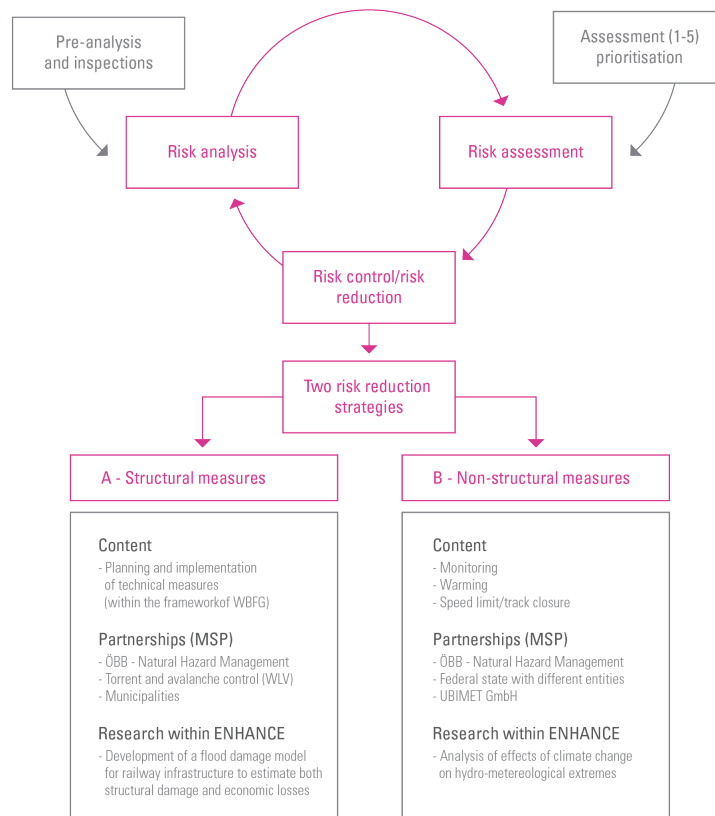 Pre-analysis
and inspections
Assessment (1-5)
prioritisation
Risk analysis
Risk assessment
Risk control/risk
reduction
Two risk reduction
strategies
A - Structural measures
B - Non-structural measures
Content
- Planning and implementation
of technical measures
(within the frameworkof WBFG)
Partnerships (MSP)
- ÖBB - Natural Hazard Management
- Torrent and avalanche control (WLV)
- Municipalities
Research within ENHANCE
- Development of a flood damage model
for railway infrastructure to estimate both
structural damage and economic losses
Content
- Monitoring
- Warming
- Speed limit/track closure
Partnerships (MSP)
- ÖBB - Natural Hazard Management
- Federal state with different entities
- UBIMET GmbH
Research within ENHANCE
- Analysis of effects of climate change
on hydro-metereological extremes